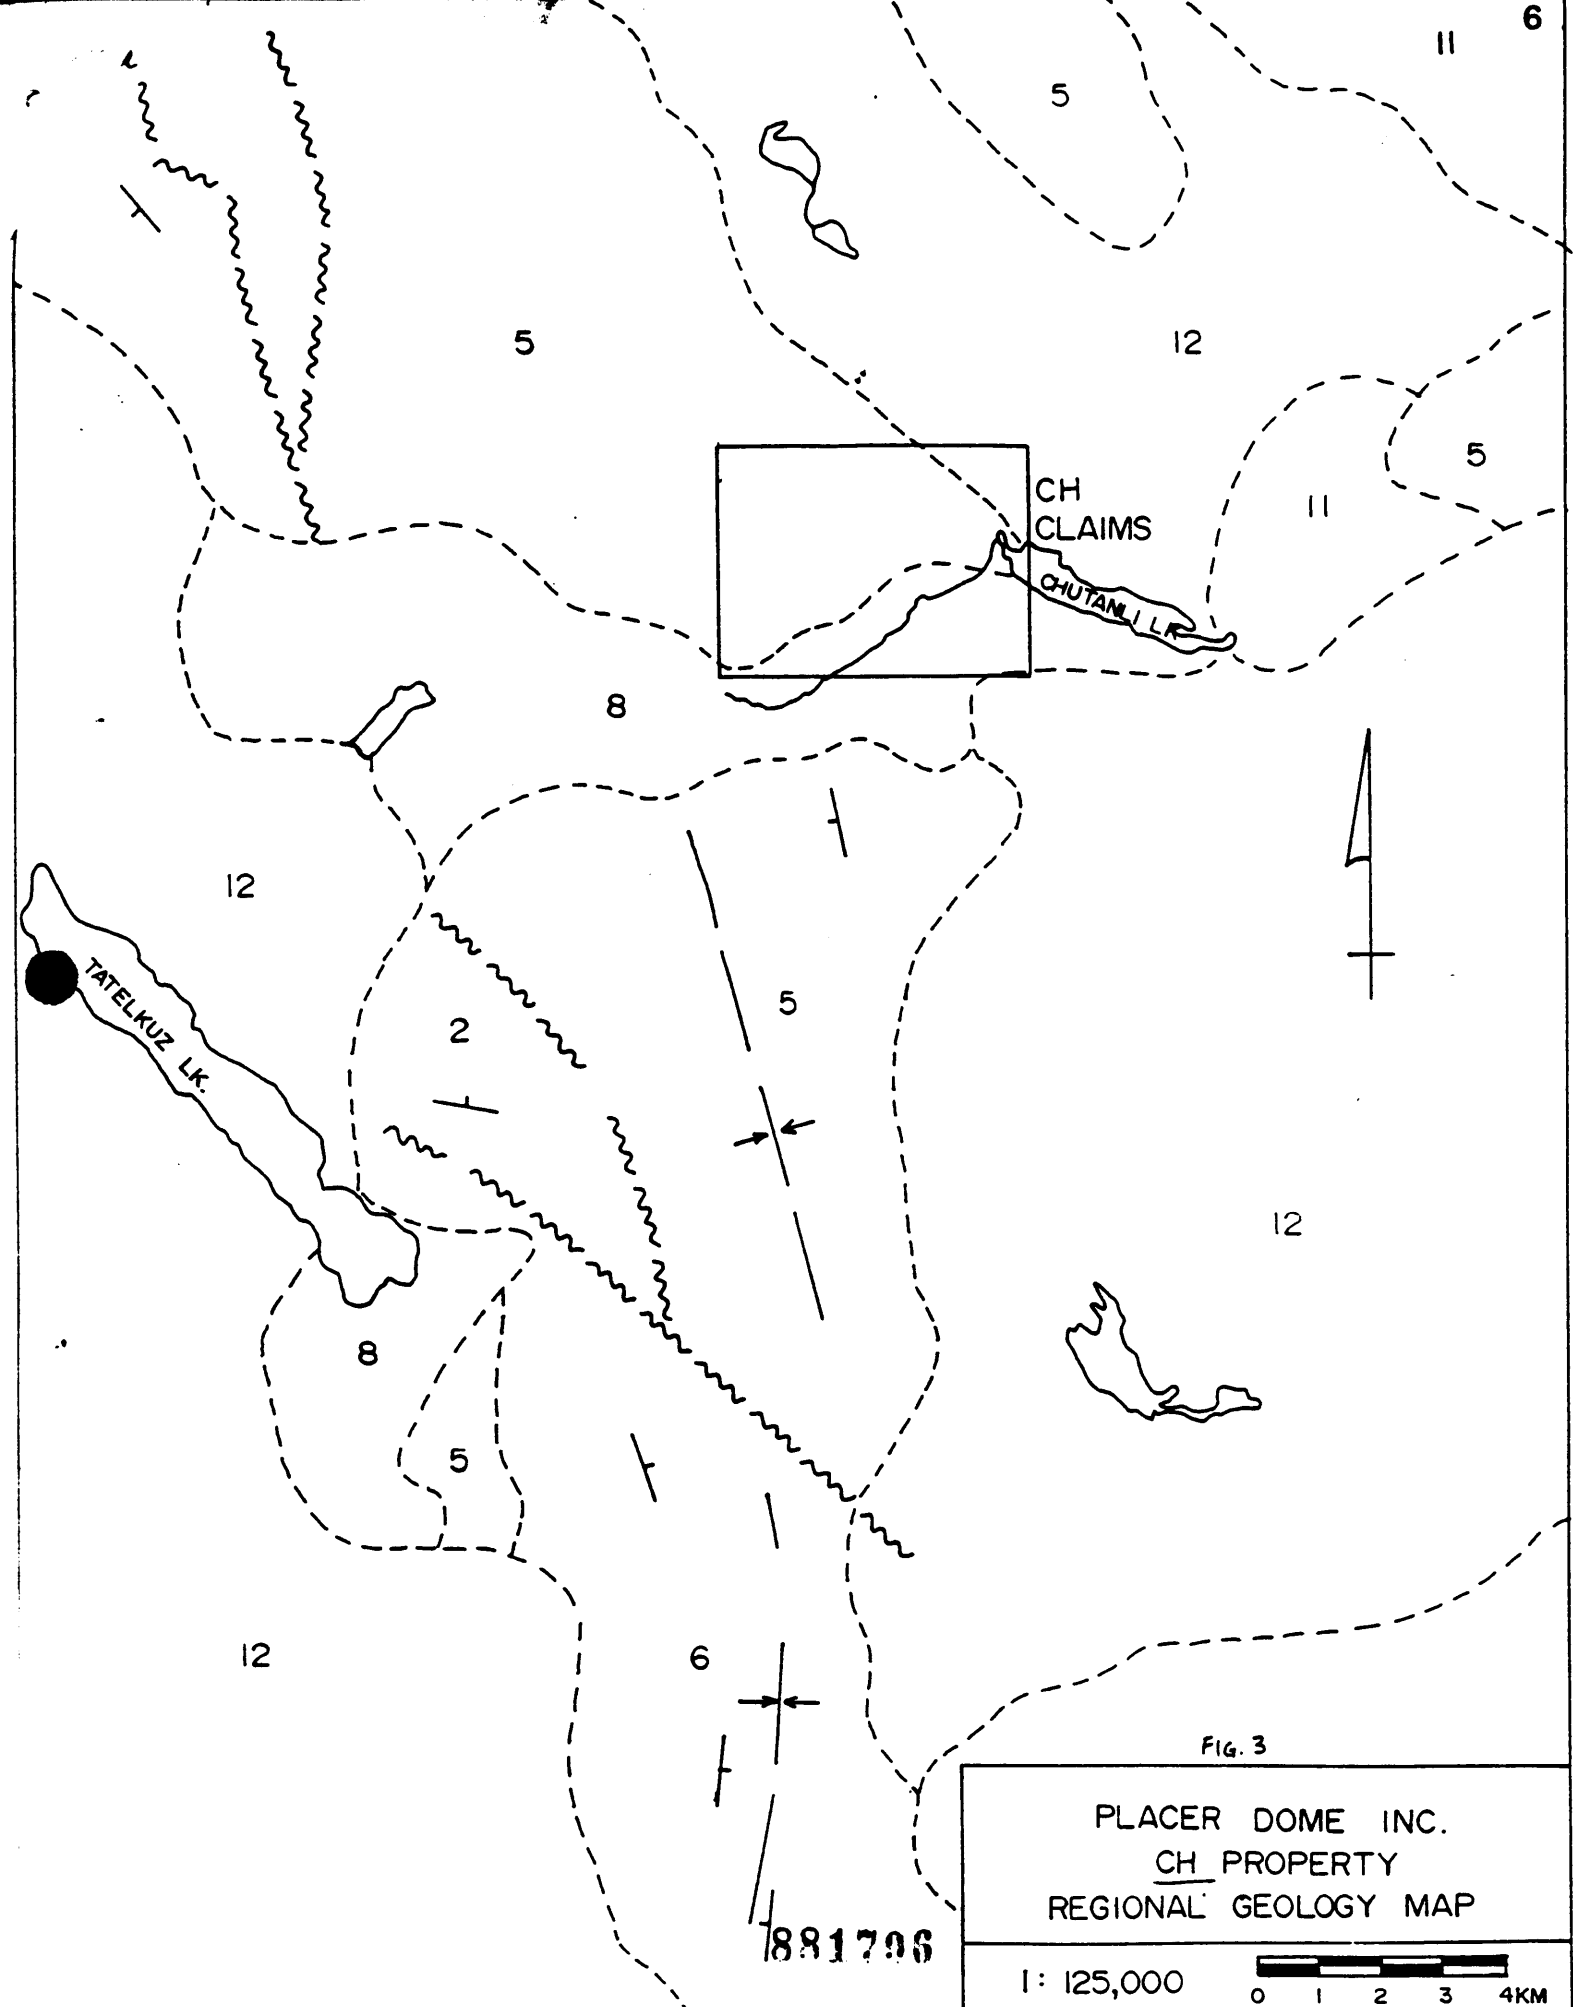 6
11
5
5
12
5
11
CH
CLAIMS
CHUTANLI LK
8
12
TATELKUZ LK.
5
2
12
8
5
12
6
FIG. 3
PLACER DOME INC.
CH PROPERTY
REGIONAL GEOLOGY MAP
881796
1: 125,000
0 1 2 3 4KM